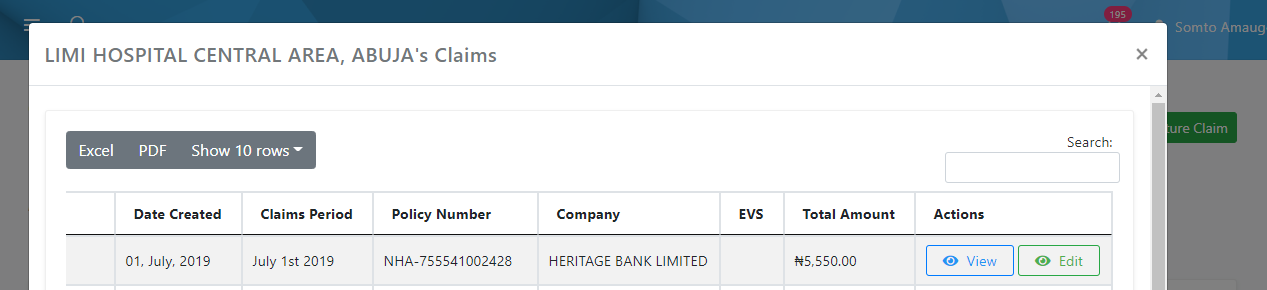 195
Somto Amaug
LIMI HOSPITAL CENTRAL AREA, ABUJA's Claims
×
ture Claim
Excel PDF Show 10 rows
Search:
Date Created Claims Period Policy Number Company EVS Total Amount Actions
01, July, 2019 July 1st 2019 NHA-755541002428 HERITAGE BANK LIMITED ₦5,550.00 View Edit